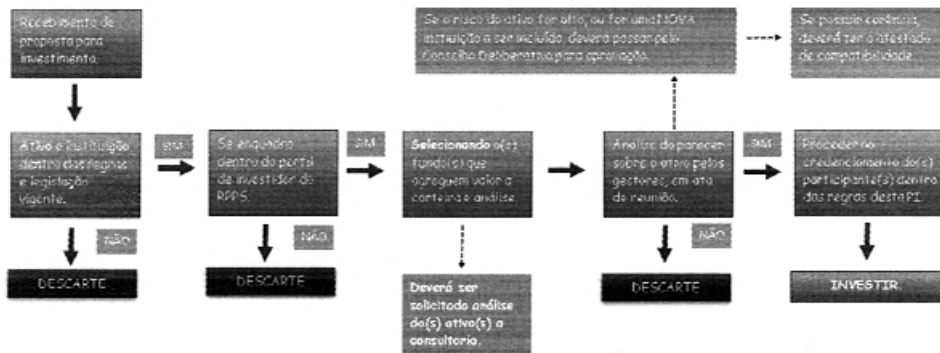 Recebimento de
proposta para
investimento.
Se o risco do ativo for alto, ou for uma NOVA
instituição a ser incluída, deverá passar pelo
Conselho Deliberativo para aprovação.
Se possuir carência,
deverá ter o atestado
de compatibilidade.
Ativo e Instituição
dentro das regras
e legislação
vigente.
SIM
Se enquadra
dentro do perfil
de investidor do
RPPS.
SIM
Selecionando o(s)
fundo(s) que
agreguem valor a
carteira e análise.
Análise do parecer
sobre o ativo pelos
gestores, em ata
de reunião.
SIM
Proceder no
credenciamento do(s)
participante(s) dentro
das regras desta PI.
NÃO
NÃO
NÃO
DESCARTE
DESCARTE
Deverá ser
solicitado análise
do(s) ativo(s) a
consultoria.
DESCARTE
INVESTIR.